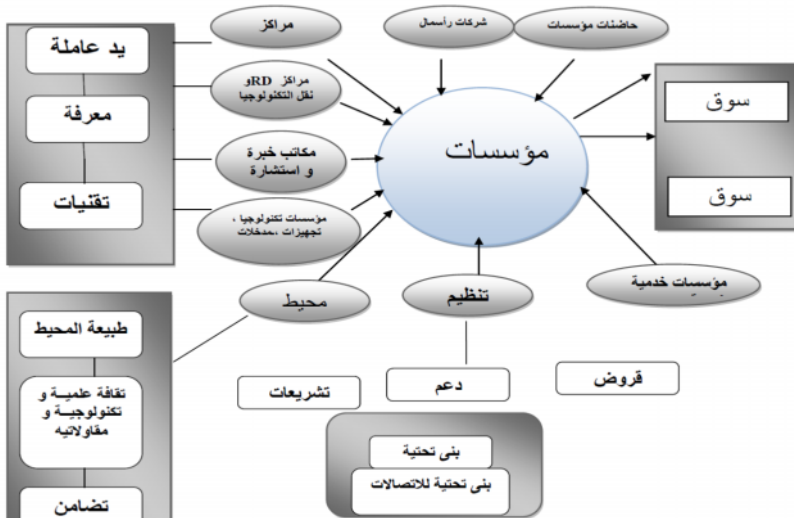 حاضنات مؤسسات
شركات رأسمال
مراكز
يد عاملة
مراكز RDو
نقل التكنولوجيا
معرفة
مؤسسات
سوق
مكاتب خبرة
و استشارة
تقنيات
سوق
مؤسسات تكنولوجيا ،
تجهيزات ،مدخلات
مؤسسات خدمية
تنظيم
محيط
طبيعة المحيط
قروض
دعم
تشريعات
ثقافة علمية و
تكنولوجية و
مقاولاتيه
بنى تحتية
بنى تحتية للاتصالات
تضامن